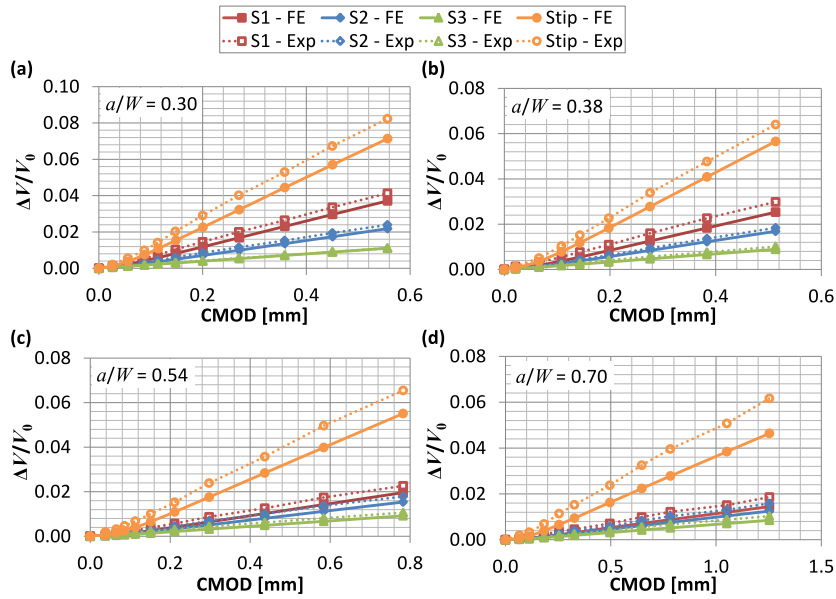 S1 - FE S2 - FE S3 - FE Stip - FE
S1 - Exp S2 - Exp S3 - Exp Stip - Exp
(a)
a/W = 0.30
ΔV/V₀
0.10
0.08
0.06
0.04
0.02
0.00
0.0 0.2 0.4 0.6
CMOD [mm]
(b)
a/W = 0.38
ΔV/V₀
0.08
0.06
0.04
0.02
0.00
0.0 0.2 0.4 0.6
CMOD [mm]
(c)
a/W = 0.54
ΔV/V₀
0.08
0.06
0.04
0.02
0.00
0.0 0.2 0.4 0.6 0.8
CMOD [mm]
(d)
a/W = 0.70
ΔV/V₀
0.08
0.06
0.04
0.02
0.00
0.0 0.5 1.0 1.5
CMOD [mm]